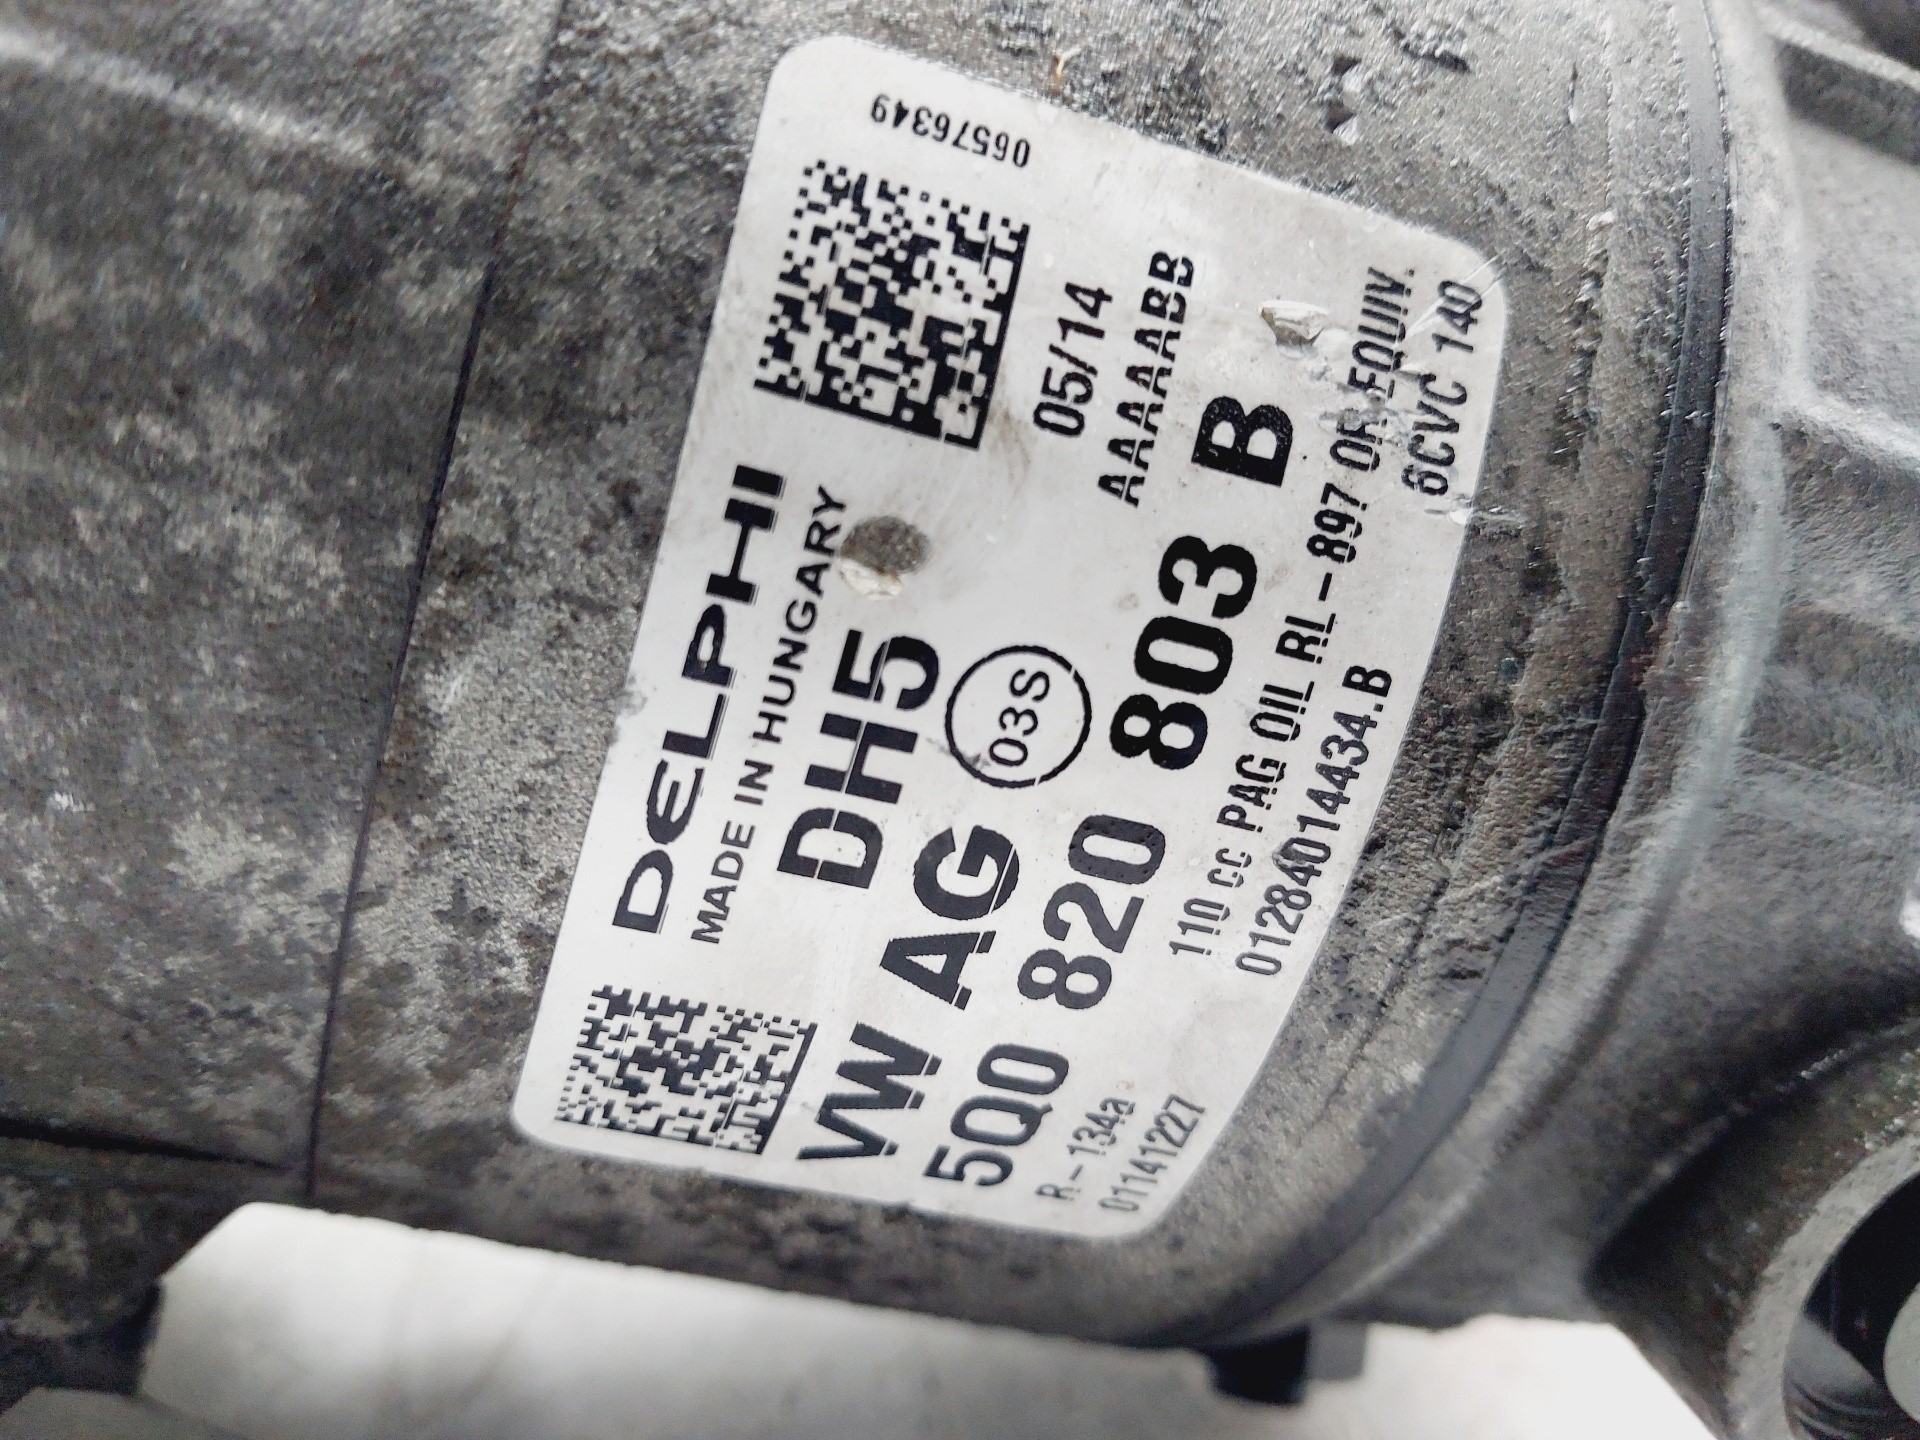 06576349
DELPHI
MADE IN HUNGARY
DH5
05/14
AAAAABB
VW AG
03S
5Q0 820 803 B
R-134a
110 cc PAG OIL RL-897 OR EQUIV.
01141227
01284014434.B
6CVC 140